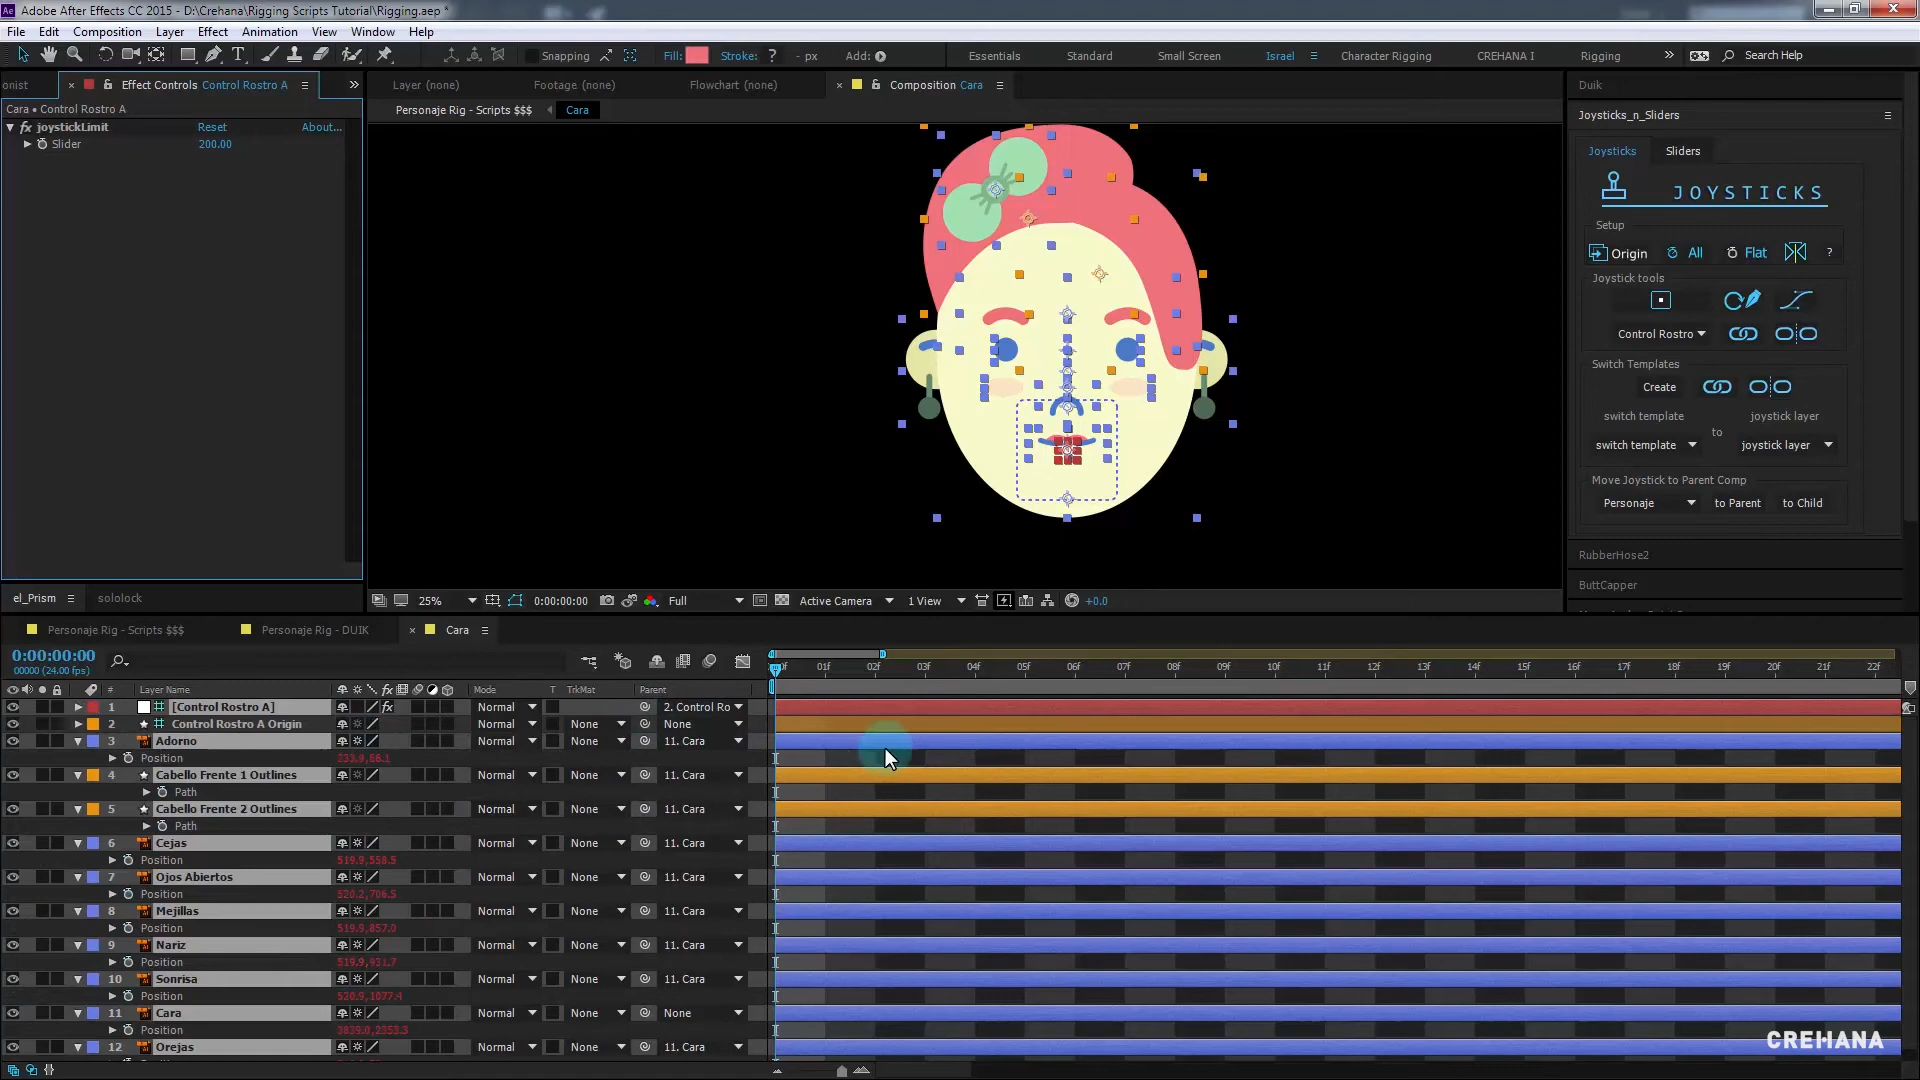 Adobe After Effects CC 2015 - D:\Crehana\Rigging Scripts Tutorial\Rigging.aep *
File Edit Composition Layer Effect Animation View Window Help
Snapping Fill: Stroke: ? - px Add: Essentials Standard Small Screen Israel Character Rigging CREHANA I Rigging Search Help
onist Effect Controls Control Rostro A
Layer (none) Footage (none) Flowchart (none) Composition Cara
Duik
Cara • Control Rostro A
Personaje Rig - Scripts $$$ Cara
Joysticks_n_Sliders
fx joystickLimit Reset About...
Slider 200.00
Joysticks Sliders
JOYSTICKS
Setup
Origin All Flat ?
Joystick tools
Control Rostro
Switch Templates
Create
switch template joystick layer
to
switch template joystick layer
Move Joystick to Parent Comp
Personaje to Parent to Child
RubberHose2
ButtCapper
el_Prism sololock
25% 0:00:00:00 Full Active Camera 1 View +0.0
Personaje Rig - Scripts $$$ Personaje Rig - DUIK Cara
0:00:00:00
00000 (24.00 fps)
01f 02f 03f 04f 05f 06f 07f 08f 09f 10f 11f 12f 13f 14f 15f 16f 17f 18f 19f 20f 21f 22f
# Layer Name fx Mode T TrkMat Parent
1 [Control Rostro A] fx Normal 2. Control Ro
2 Control Rostro A Origin Normal None None
3 Adorno Normal None 11. Cara
Position 233.9,66.1
4 Cabello Frente 1 Outlines Normal None 11. Cara
Path
5 Cabello Frente 2 Outlines Normal None 11. Cara
Path
6 Cejas Normal None 11. Cara
Position 519.9,558.5
7 Ojos Abiertos Normal None 11. Cara
Position 520.2,706.5
8 Mejillas Normal None 11. Cara
Position 519.9,857.0
9 Nariz Normal None 11. Cara
Position 519.9,931.7
10 Sonrisa Normal None 11. Cara
Position 520.9,1077.4
11 Cara Normal None None
Position 3839.0,2353.3
12 Orejas Normal None 11. Cara
CREHANA